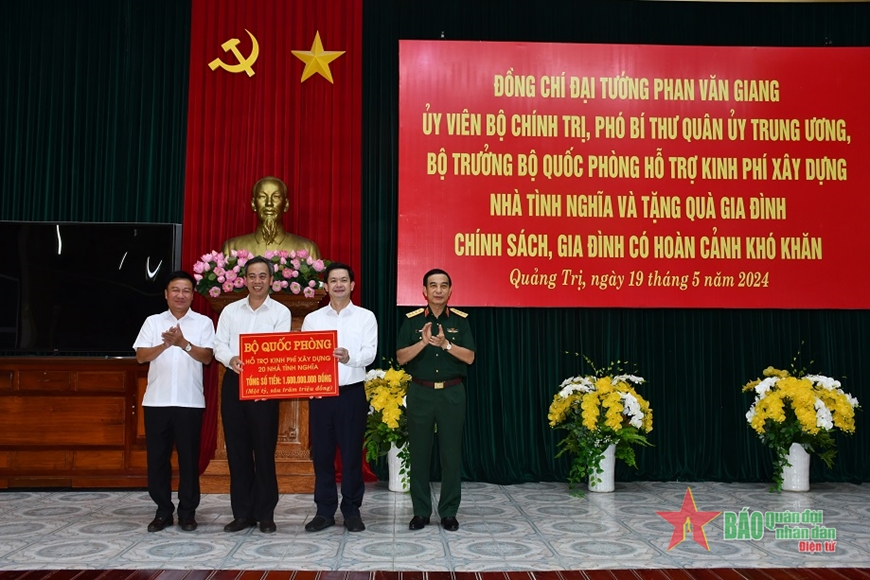 ĐỒNG CHÍ ĐẠI TƯỚNG PHAN VĂN GIANG
ỦY VIÊN BỘ CHÍNH TRỊ, PHÓ BÍ THƯ QUÂN ỦY TRUNG ƯƠNG,
BỘ TRƯỞNG BỘ QUỐC PHÒNG HỖ TRỢ KINH PHÍ XÂY DỰNG
NHÀ TÌNH NGHĨA VÀ TẶNG QUÀ GIA ĐÌNH
CHÍNH SÁCH, GIA ĐÌNH CÓ HOÀN CẢNH KHÓ KHĂN
Quảng Trị, ngày 19 tháng 5 năm 2024
BỘ QUỐC PHÒNG
HỖ TRỢ KINH PHÍ XÂY DỰNG
20 NHÀ TÌNH NGHĨA
TỔNG SỐ TIỀN: 1.600.000.000 ĐỒNG
(Một tỷ, sáu trăm triệu đồng)
BÁO quân đội
nhân dân
Điện tử